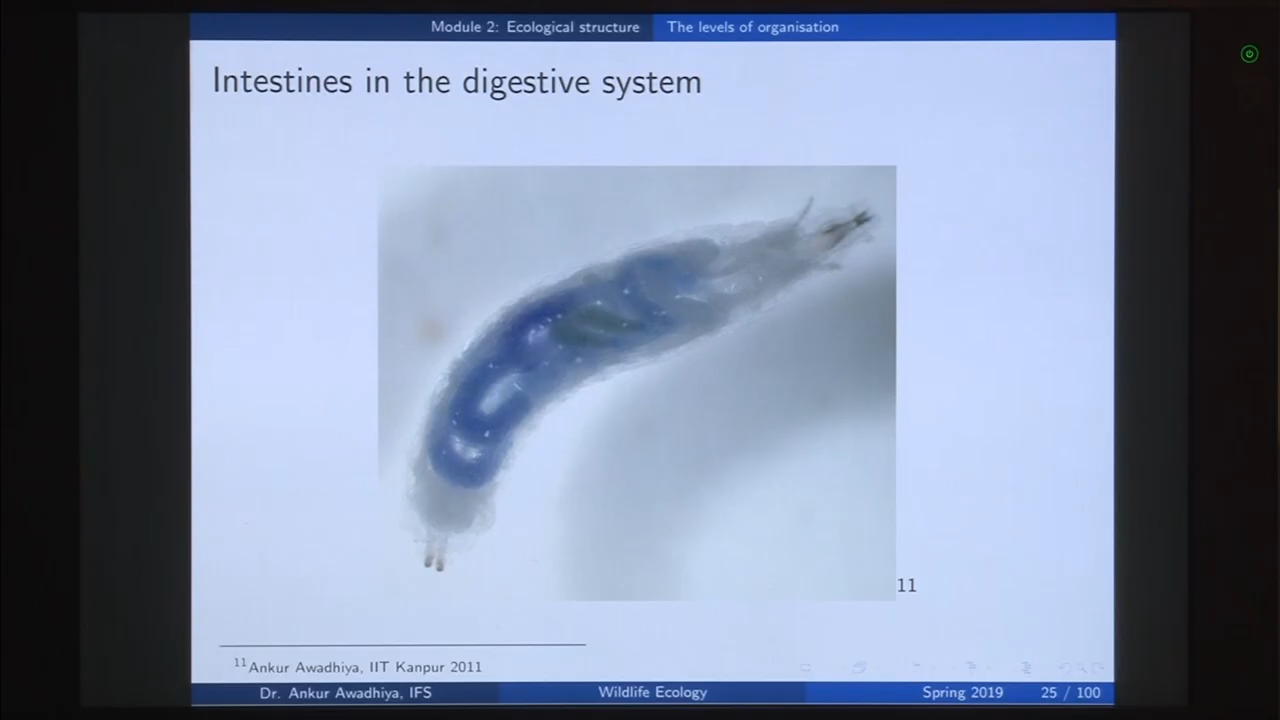 Module 2: Ecological structure The levels of organisation
Intestines in the digestive system
11
11 Ankur Awadhiya, IIT Kanpur 2011
Dr. Ankur Awadhiya, IFS Wildlife Ecology Spring 2019 25 / 100